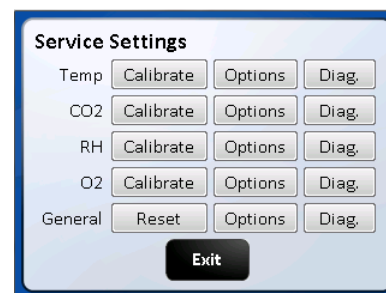 Service Settings
Temp Calibrate Options Diag.
CO2 Calibrate Options Diag.
RH Calibrate Options Diag.
O2 Calibrate Options Diag.
General Reset Options Diag.
Exit